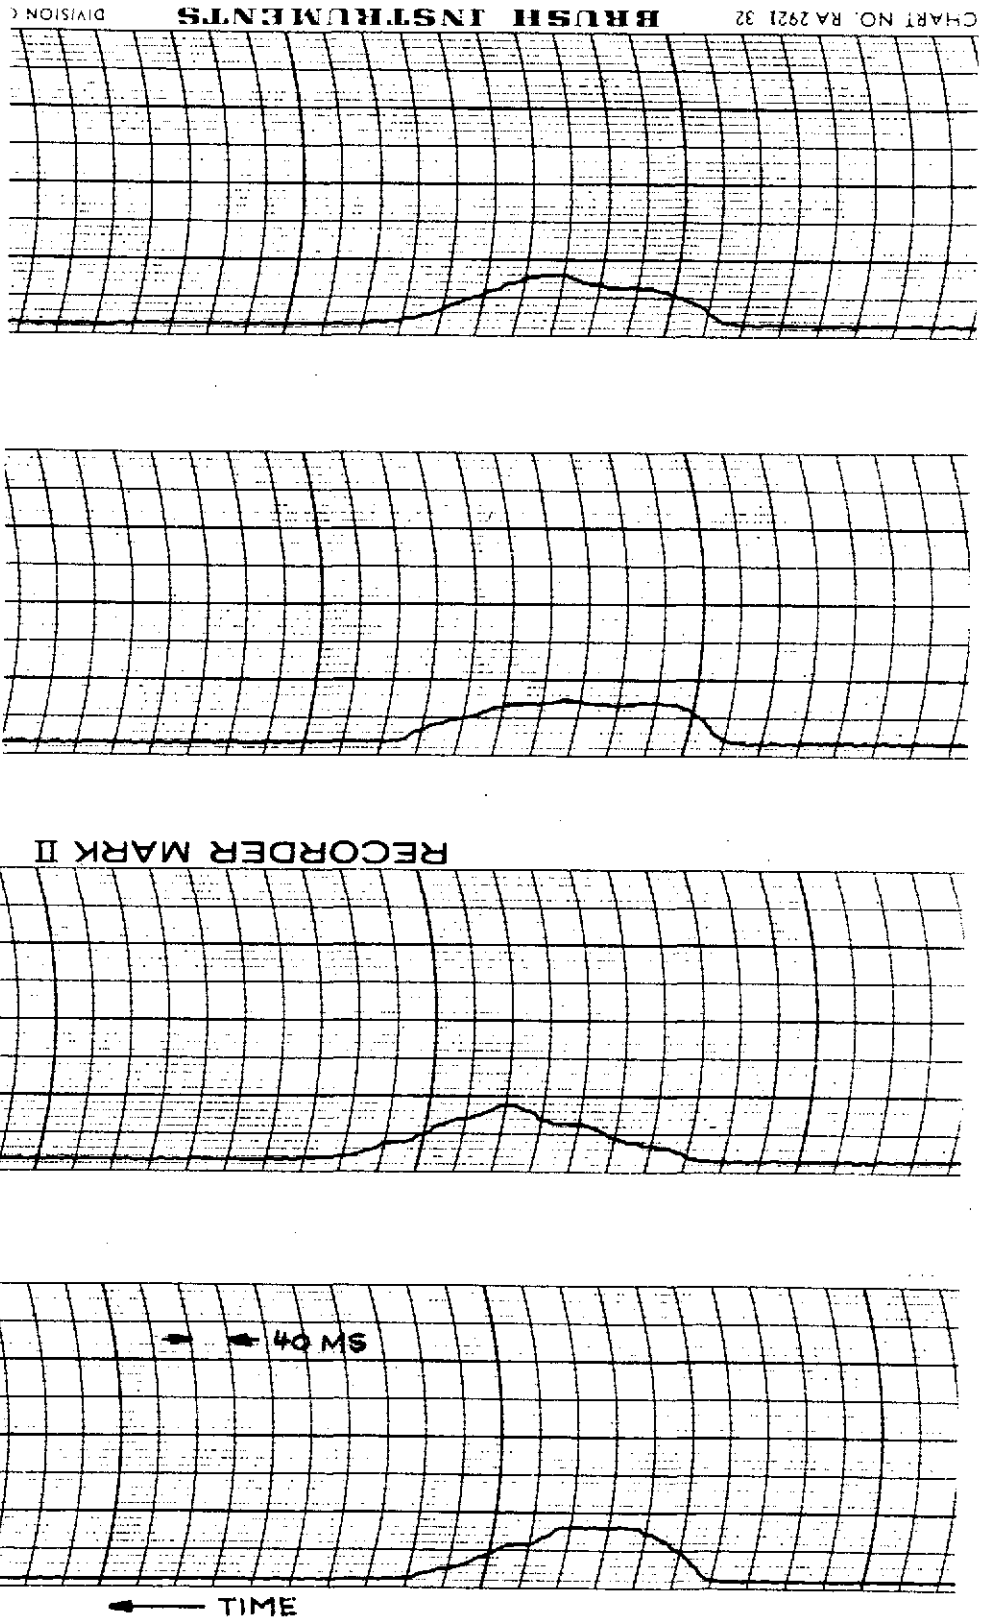 CHART NO. RA 2921 32
BRUSH INSTRUMENTS
DIVISION
RECORDER MARK II
40 MS
TIME